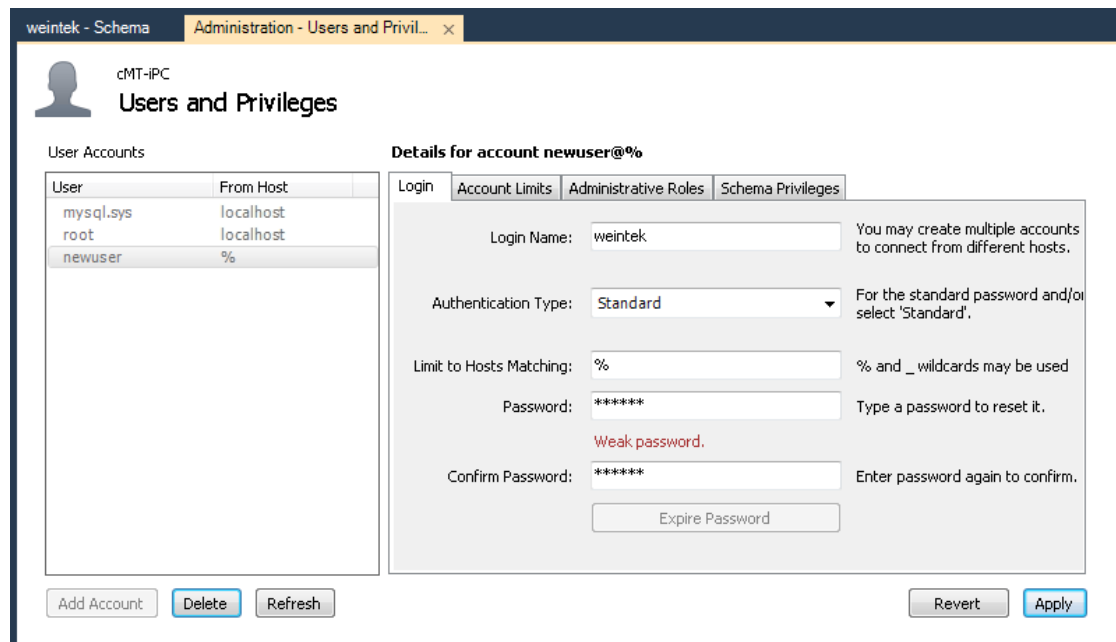 weintek - Schema
Administration - Users and Privil...
cMT-iPC
Users and Privileges
User Accounts
User From Host
mysql.sys localhost
root localhost
newuser %
Add Account Delete Refresh
Details for account newuser@%
Login Account Limits Administrative Roles Schema Privileges
Login Name: weintek
You may create multiple accounts
to connect from different hosts.
Authentication Type: Standard
For the standard password and/or
select 'Standard'.
Limit to Hosts Matching: % % and _ wildcards may be used
Password: ****** Type a password to reset it.
Weak password.
Confirm Password: ****** Enter password again to confirm.
Expire Password
Revert Apply